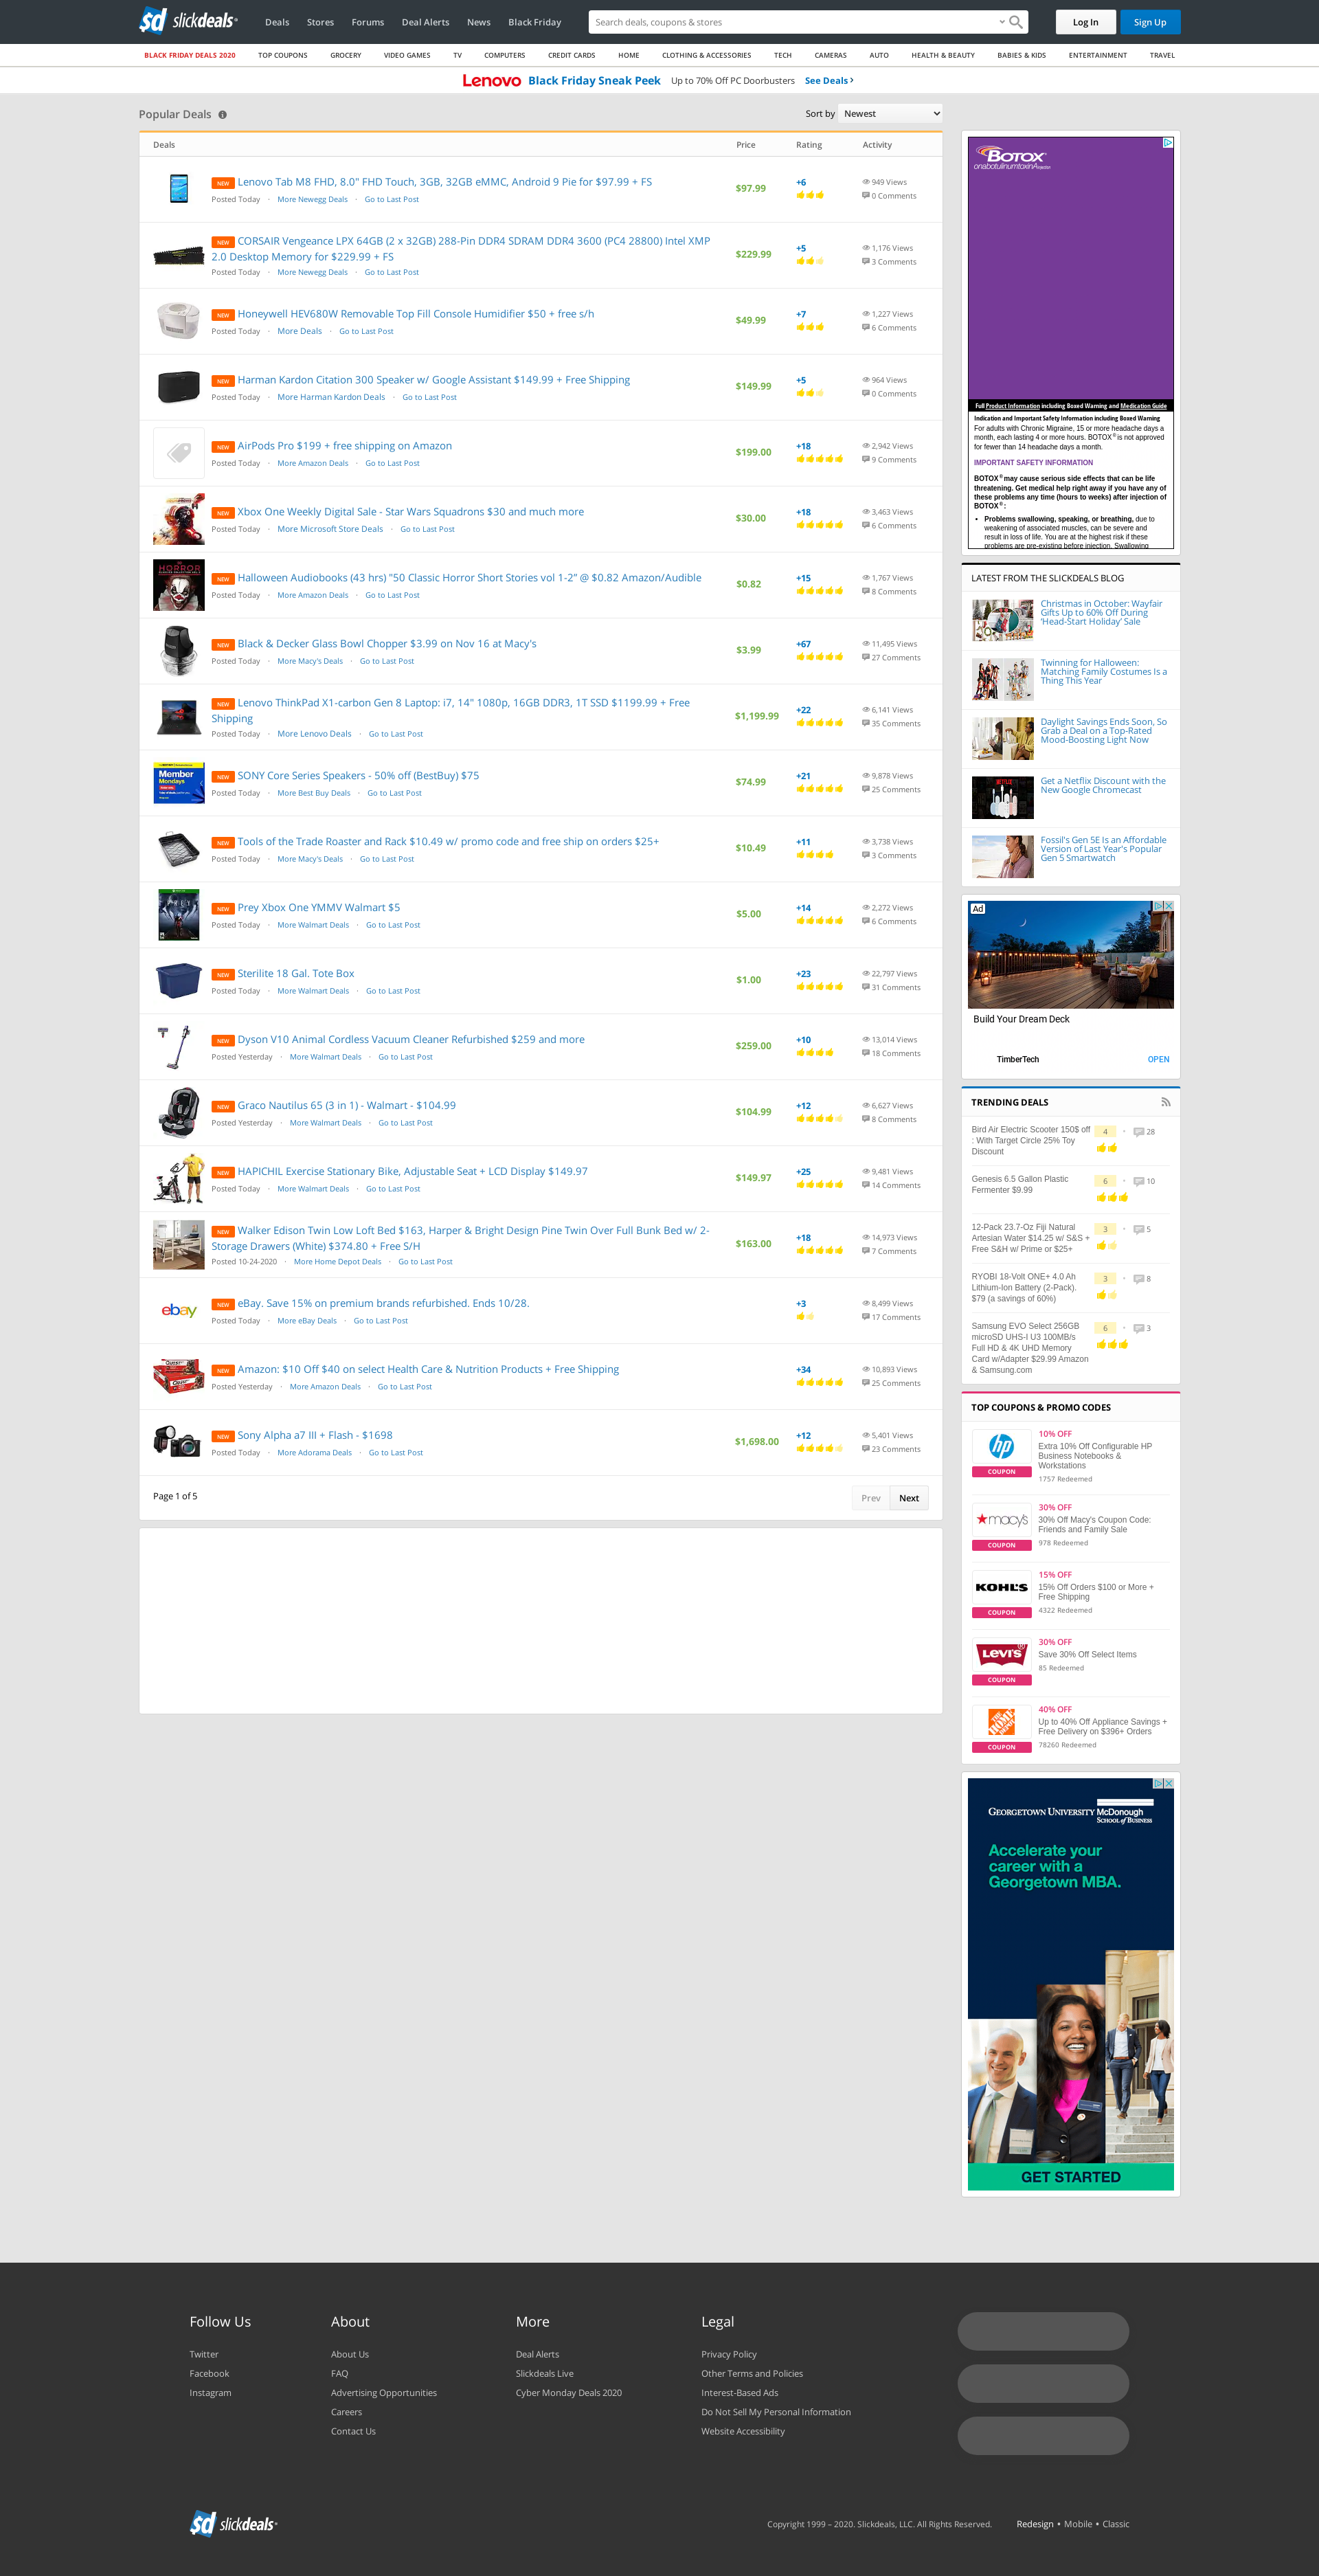 slickdeals
Deals Stores Forums Deal Alerts News Black Friday
Search deals, coupons & stores
Log In Sign Up
BLACK FRIDAY DEALS 2020 TOP COUPONS GROCERY VIDEO GAMES TV COMPUTERS CREDIT CARDS HOME CLOTHING & ACCESSORIES TECH CAMERAS AUTO HEALTH & BEAUTY BABIES & KIDS ENTERTAINMENT TRAVEL
Lenovo Black Friday Sneak Peek Up to 70% Off PC Doorbusters See Deals ›
Popular Deals
Sort by Newest
Deals Price Rating Activity
NEW Lenovo Tab M8 FHD, 8.0" FHD Touch, 3GB, 32GB eMMC, Android 9 Pie for $97.99 + FS
Posted Today · More Newegg Deals · Go to Last Post
$97.99
+6
949 Views
0 Comments
NEW CORSAIR Vengeance LPX 64GB (2 x 32GB) 288-Pin DDR4 SDRAM DDR4 3600 (PC4 28800) Intel XMP
2.0 Desktop Memory for $229.99 + FS
Posted Today · More Newegg Deals · Go to Last Post
$229.99
+5
1,176 Views
3 Comments
NEW Honeywell HEV680W Removable Top Fill Console Humidifier $50 + free s/h
Posted Today · More Deals · Go to Last Post
$49.99
+7
1,227 Views
6 Comments
NEW Harman Kardon Citation 300 Speaker w/ Google Assistant $149.99 + Free Shipping
Posted Today · More Harman Kardon Deals · Go to Last Post
$149.99
+5
964 Views
0 Comments
NEW AirPods Pro $199 + free shipping on Amazon
Posted Today · More Amazon Deals · Go to Last Post
$199.00
+18
2,942 Views
9 Comments
NEW Xbox One Weekly Digital Sale - Star Wars Squadrons $30 and much more
Posted Today · More Microsoft Store Deals · Go to Last Post
$30.00
+18
3,463 Views
6 Comments
HORROR
NEW Halloween Audiobooks (43 hrs) "50 Classic Horror Short Stories vol 1-2” @ $0.82 Amazon/Audible
Posted Today · More Amazon Deals · Go to Last Post
$0.82
+15
1,767 Views
8 Comments
NEW Black & Decker Glass Bowl Chopper $3.99 on Nov 16 at Macy's
Posted Today · More Macy's Deals · Go to Last Post
$3.99
+67
11,495 Views
27 Comments
NEW Lenovo ThinkPad X1-carbon Gen 8 Laptop: i7, 14" 1080p, 16GB DDR3, 1T SSD $1199.99 + Free
Shipping
Posted Today · More Lenovo Deals · Go to Last Post
$1,199.99
+22
6,141 Views
35 Comments
Member
Mondays
NEW SONY Core Series Speakers - 50% off (BestBuy) $75
Posted Today · More Best Buy Deals · Go to Last Post
$74.99
+21
9,878 Views
25 Comments
NEW Tools of the Trade Roaster and Rack $10.49 w/ promo code and free ship on orders $25+
Posted Today · More Macy's Deals · Go to Last Post
$10.49
+11
3,738 Views
3 Comments
PREY
NEW Prey Xbox One YMMV Walmart $5
Posted Today · More Walmart Deals · Go to Last Post
$5.00
+14
2,272 Views
6 Comments
NEW Sterilite 18 Gal. Tote Box
Posted Today · More Walmart Deals · Go to Last Post
$1.00
+23
22,797 Views
31 Comments
NEW Dyson V10 Animal Cordless Vacuum Cleaner Refurbished $259 and more
Posted Yesterday · More Walmart Deals · Go to Last Post
$259.00
+10
13,014 Views
18 Comments
NEW Graco Nautilus 65 (3 in 1) - Walmart - $104.99
Posted Yesterday · More Walmart Deals · Go to Last Post
$104.99
+12
6,627 Views
8 Comments
NEW HAPICHIL Exercise Stationary Bike, Adjustable Seat + LCD Display $149.97
Posted Today · More Walmart Deals · Go to Last Post
$149.97
+25
9,481 Views
14 Comments
NEW Walker Edison Twin Low Loft Bed $163, Harper & Bright Design Pine Twin Over Full Bunk Bed w/ 2-
Storage Drawers (White) $374.80 + Free S/H
Posted 10-24-2020 · More Home Depot Deals · Go to Last Post
$163.00
+18
14,973 Views
7 Comments
ebay
NEW eBay. Save 15% on premium brands refurbished. Ends 10/28.
Posted Today · More eBay Deals · Go to Last Post
+3
8,499 Views
17 Comments
NEW Amazon: $10 Off $40 on select Health Care & Nutrition Products + Free Shipping
Posted Yesterday · More Amazon Deals · Go to Last Post
+34
10,893 Views
25 Comments
NEW Sony Alpha a7 III + Flash - $1698
Posted Today · More Adorama Deals · Go to Last Post
$1,698.00
+12
5,401 Views
23 Comments
Page 1 of 5
Prev Next
BOTOX®
onabotulinumtoxinA injection
Full Product Information including Boxed Warning and Medication Guide
Indication and Important Safety Information including Boxed Warning
For adults with Chronic Migraine, 15 or more headache days a
month, each lasting 4 or more hours. BOTOX® is not approved
for fewer than 14 headache days a month.
IMPORTANT SAFETY INFORMATION
BOTOX® may cause serious side effects that can be life
threatening. Get medical help right away if you have any of
these problems any time (hours to weeks) after injection of
BOTOX®:
• Problems swallowing, speaking, or breathing, due to
weakening of associated muscles, can be severe and
result in loss of life. You are at the highest risk if these
problems are pre-existing before injection. Swallowing
LATEST FROM THE SLICKDEALS BLOG
Christmas in October: Wayfair
Gifts Up to 60% Off During
‘Head-Start Holiday’ Sale
Twinning for Halloween:
Matching Family Costumes Is a
Thing This Year
Daylight Savings Ends Soon, So
Grab a Deal on a Top-Rated
Mood-Boosting Light Now
NETFLIX
Get a Netflix Discount with the
New Google Chromecast
Fossil's Gen 5E Is an Affordable
Version of Last Year's Popular
Gen 5 Smartwatch
Ad
Build Your Dream Deck
TimberTech OPEN
TRENDING DEALS
Bird Air Electric Scooter 150$ off
: With Target Circle 25% Toy
Discount
4 · 28
Genesis 6.5 Gallon Plastic
Fermenter $9.99
6 · 10
12-Pack 23.7-Oz Fiji Natural
Artesian Water $14.25 w/ S&S +
Free S&H w/ Prime or $25+
3 · 5
RYOBI 18-Volt ONE+ 4.0 Ah
Lithium-Ion Battery (2-Pack).
$79 (a savings of 60%)
3 · 8
Samsung EVO Select 256GB
microSD UHS-I U3 100MB/s
Full HD & 4K UHD Memory
Card w/Adapter $29.99 Amazon
& Samsung.com
6 · 3
TOP COUPONS & PROMO CODES
hp
COUPON
10% OFF
Extra 10% Off Configurable HP
Business Notebooks &
Workstations
1757 Redeemed
macy's
COUPON
30% OFF
30% Off Macy's Coupon Code:
Friends and Family Sale
978 Redeemed
KOHL'S
COUPON
15% OFF
15% Off Orders $100 or More +
Free Shipping
4322 Redeemed
LEVI'S
COUPON
30% OFF
Save 30% Off Select Items
85 Redeemed
THE HOME DEPOT
COUPON
40% OFF
Up to 40% Off Appliance Savings +
Free Delivery on $396+ Orders
78260 Redeemed
GEORGETOWN UNIVERSITY McDonough
SCHOOL of BUSINESS
Accelerate your
career with a
Georgetown MBA.
GET STARTED
Follow Us
Twitter
Facebook
Instagram
About
About Us
FAQ
Advertising Opportunities
Careers
Contact Us
More
Deal Alerts
Slickdeals Live
Cyber Monday Deals 2020
Legal
Privacy Policy
Other Terms and Policies
Interest-Based Ads
Do Not Sell My Personal Information
Website Accessibility
slickdeals
Copyright 1999 – 2020. Slickdeals, LLC. All Rights Reserved. Redesign • Mobile • Classic